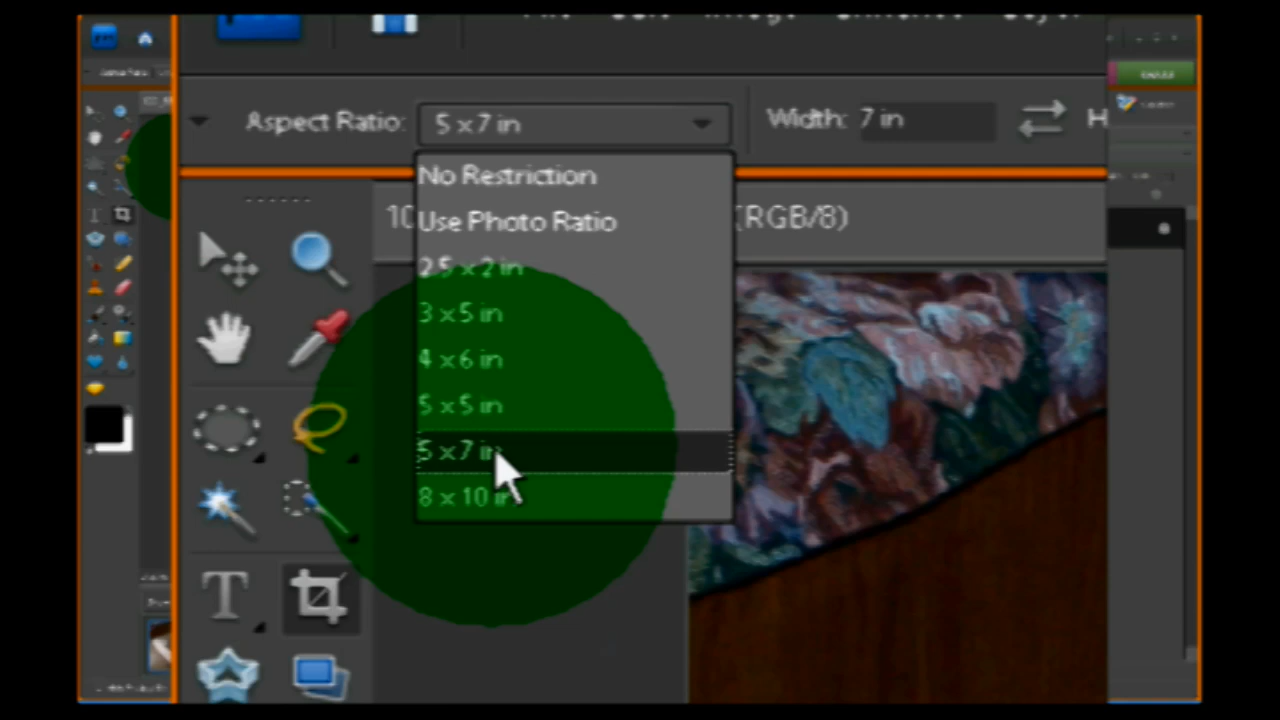 Aspect Ratio: 5 x 7 in Width: 7 in H
No Restriction
Use Photo Ratio
10 (RGB/8)
2.5 x 2 in
3 x 5 in
4 x 6 in
5 x 5 in
5 x 7 in
8 x 10 in
T